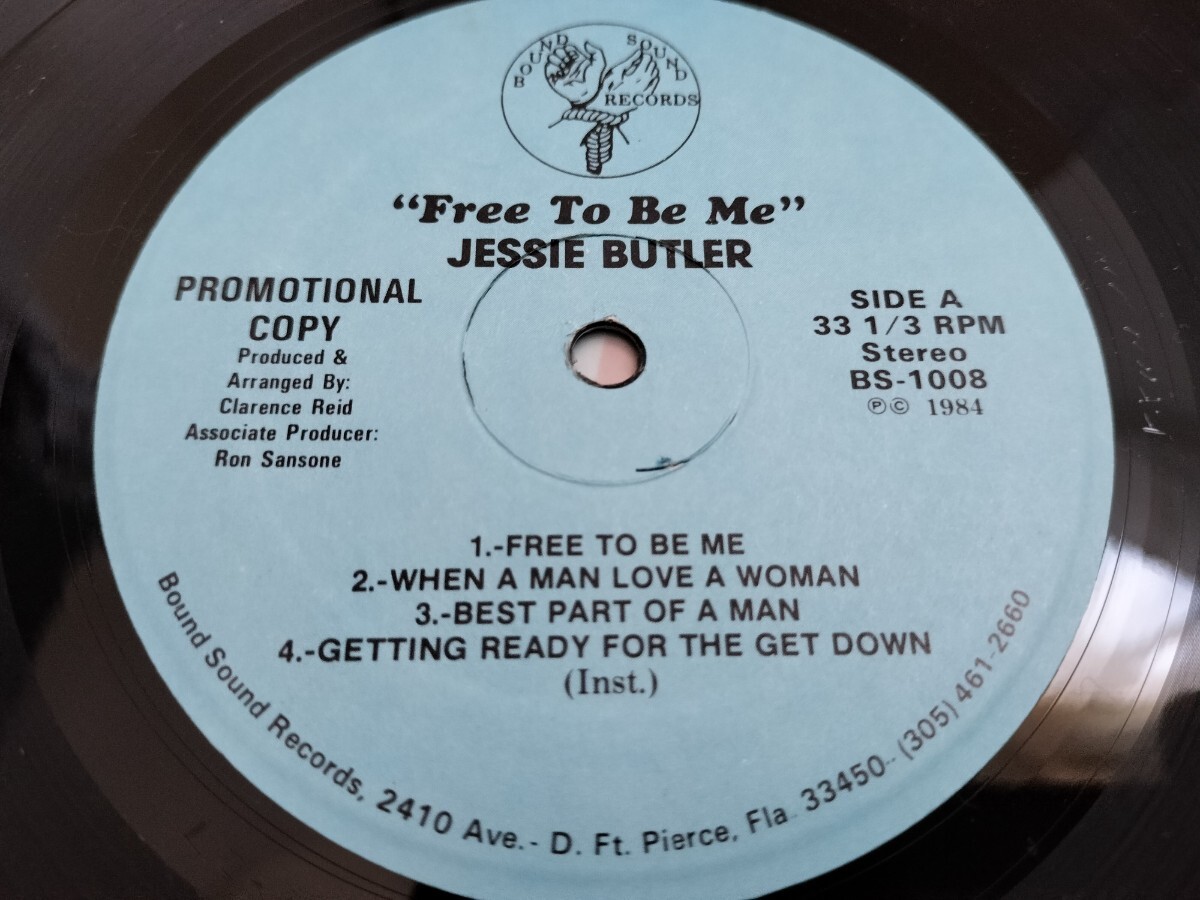 BOUND SOUND
RECORDS
“Free To Be Me”
JESSIE BUTLER
PROMOTIONAL
COPY
Produced &
Arranged By:
Clarence Reid
Associate Producer:
Ron Sansone
SIDE A
33 1/3 RPM
Stereo
BS-1008
℗© 1984
1.-FREE TO BE ME
2.-WHEN A MAN LOVE A WOMAN
3.-BEST PART OF A MAN
4.-GETTING READY FOR THE GET DOWN
(Inst.)
Bound Sound Records, 2410 Ave.- D. Ft. Pierce, Fla. 33450-- (305) 461-2660